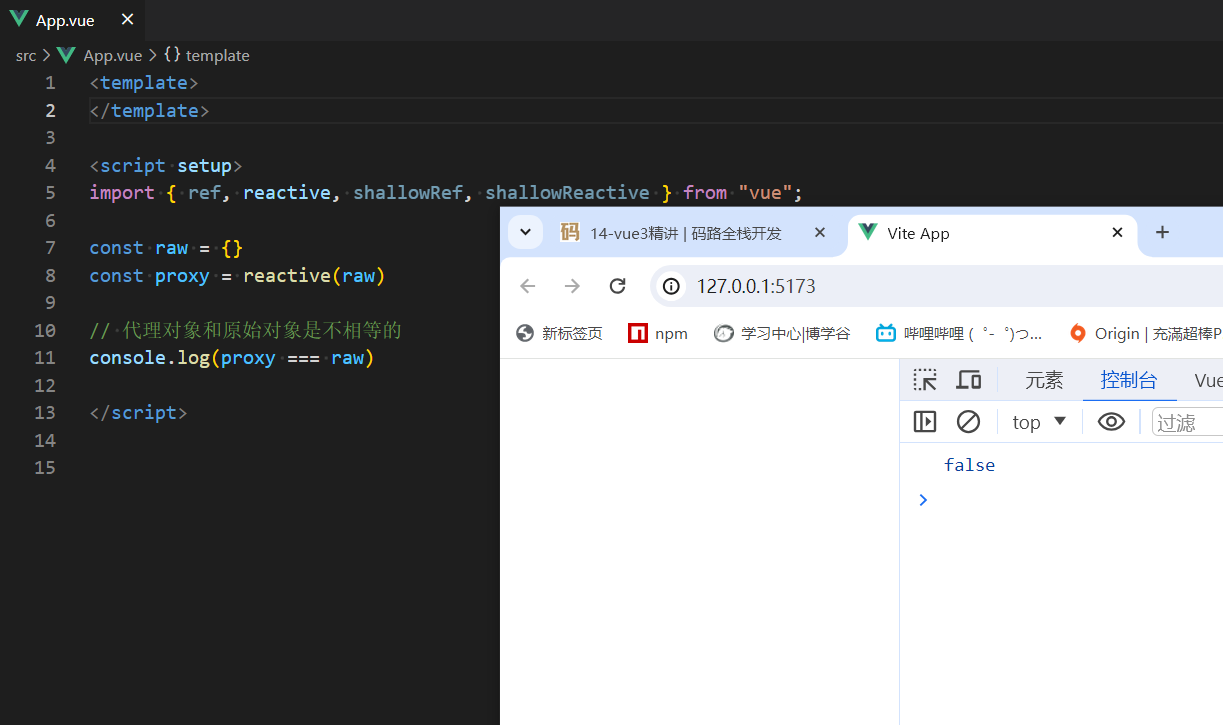 App.vue
src > App.vue > {} template
1 <template>
2 </template>
3
4 <script setup>
5 import { ref, reactive, shallowRef, shallowReactive } from "vue";
6
7 const raw = {}
8 const proxy = reactive(raw)
9
10 // 代理对象和原始对象是不相等的
11 console.log(proxy === raw)
12
13 </script>
14
15
码 14-vue3精讲 | 码路全栈开发
Vite App
127.0.0.1:5173
新标签页 npm 学习中心|博学谷 哔哩哔哩 (゜-゜)つ... Origin | 充滿超棒P
元素 控制台 Vue
top 过滤
false
>